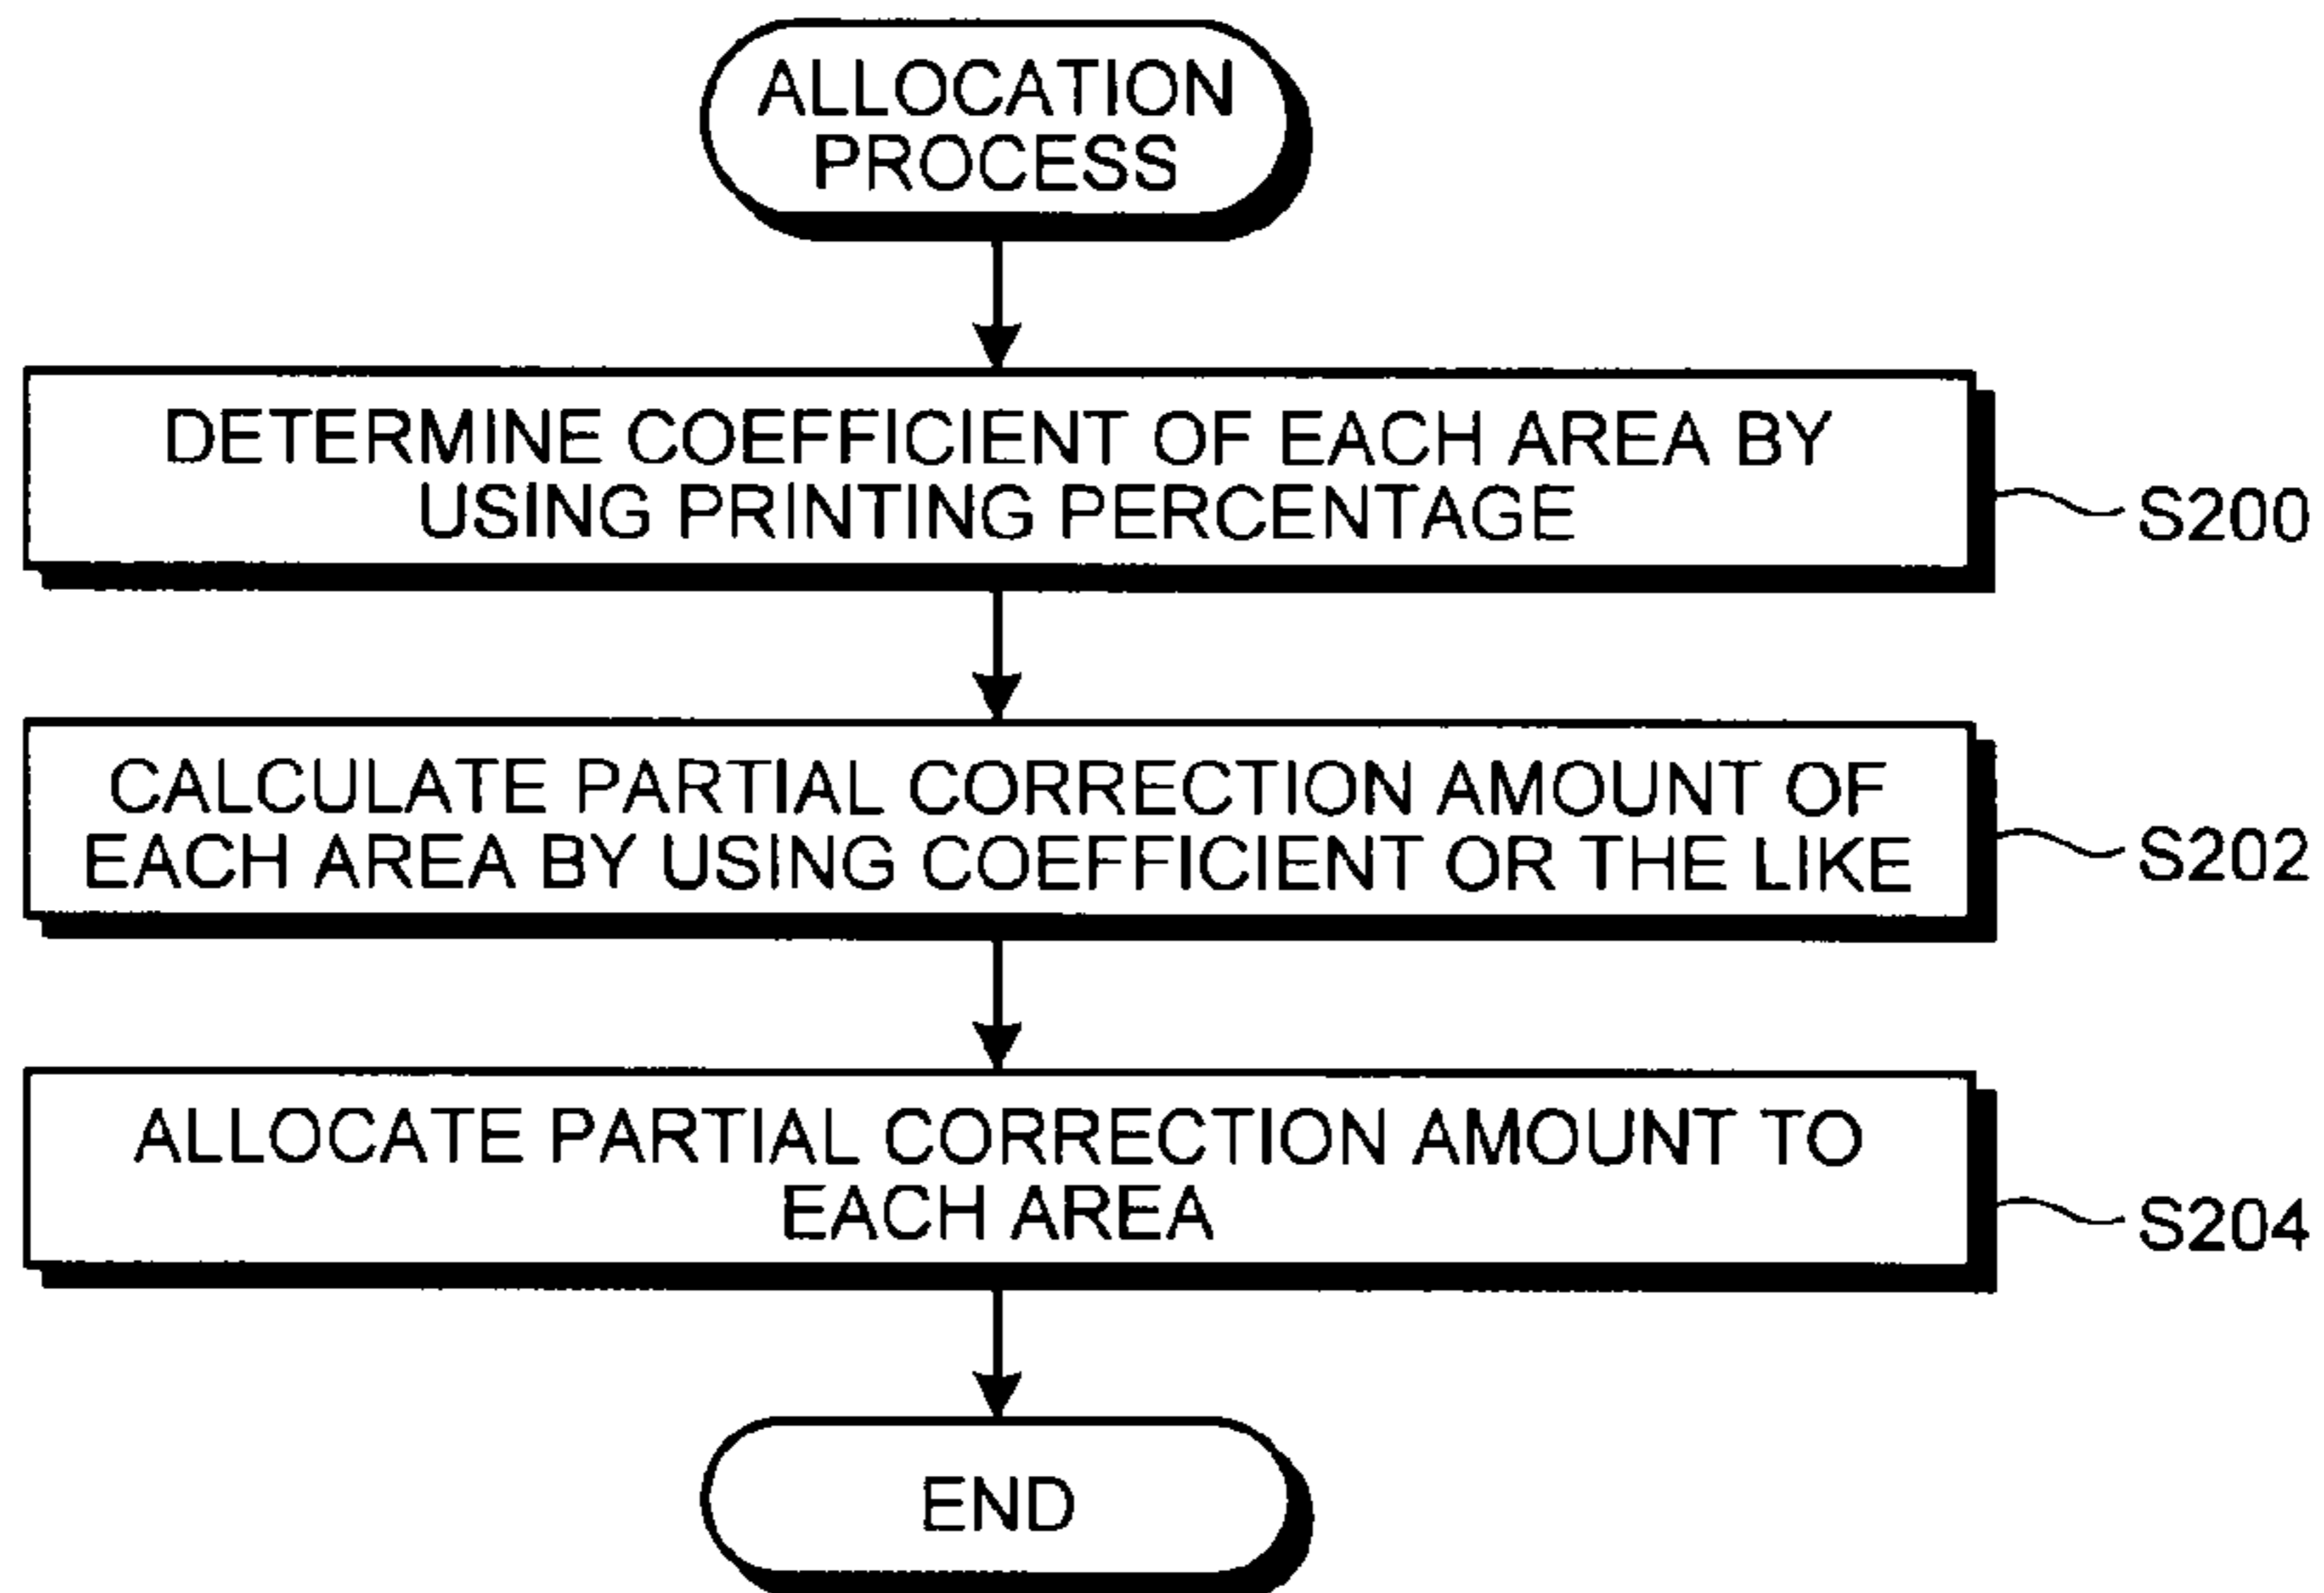 ALLOCATION
PROCESS
DETERMINE COEFFICIENT OF EACH AREA BY
USING PRINTING PERCENTAGE
S200
CALCULATE PARTIAL CORRECTION AMOUNT OF
EACH AREA BY USING COEFFICIENT OR THE LIKE
S202
ALLOCATE PARTIAL CORRECTION AMOUNT TO
EACH AREA
S204
END